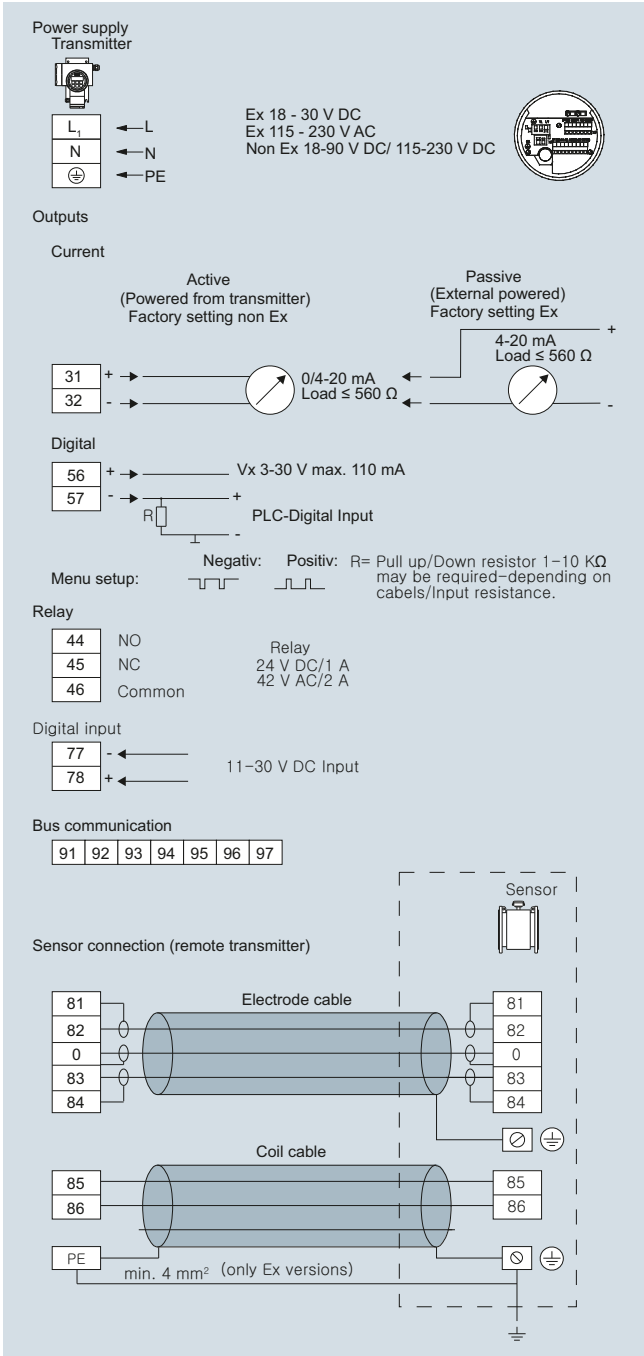 Power supply
Transmitter
L1 L
N N
PE
Ex 18 - 30 V DC
Ex 115 - 230 V AC
Non Ex 18-90 V DC/ 115-230 V DC
Outputs
Current
Active
(Powered from transmitter)
Factory setting non Ex
Passive
(External powered)
Factory setting Ex
+
4-20 mA
Load ≤ 560 Ω
31 +
32 -
0/4-20 mA
Load ≤ 560 Ω
-
Digital
56 + Vx 3-30 V max. 110 mA
57 - +
R PLC-Digital Input
-
Menu setup:
Negativ: Positiv:
R= Pull up/Down resistor 1-10 KΩ
may be required-depending on
cabels/Input resistance.
Relay
44 NO
45 NC
46 Common
Relay
24 V DC/1 A
42 V AC/2 A
Digital input
77 -
78 +
11-30 V DC Input
Bus communication
91 92 93 94 95 96 97
Sensor
Sensor connection (remote transmitter)
Electrode cable
81 81
82 82
0 0
83 83
84 84
Coil cable
85 85
86 86
PE
min. 4 mm² (only Ex versions)